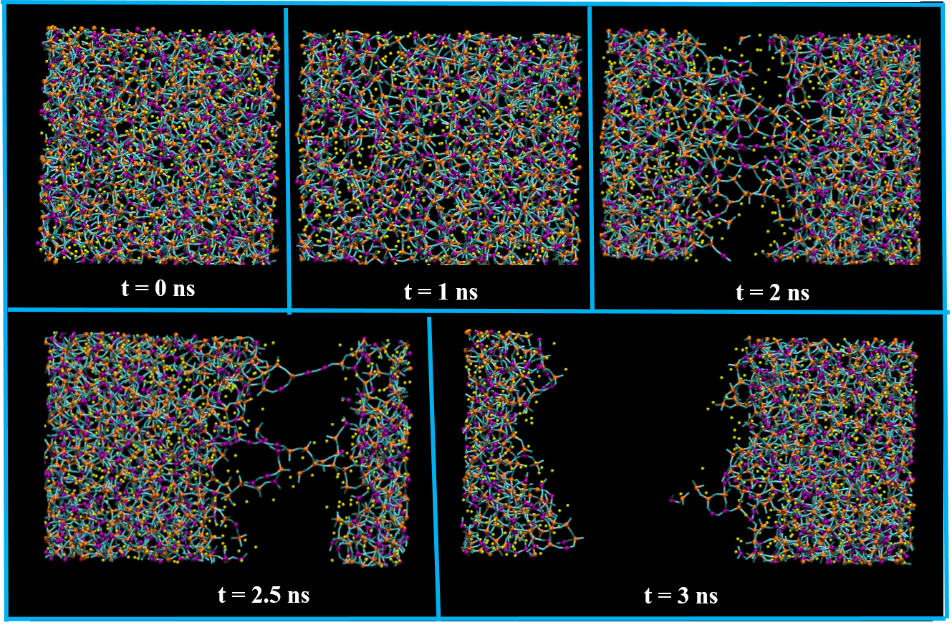 t = 0 ns
t = 1 ns
t = 2 ns
t = 2.5 ns
t = 3 ns